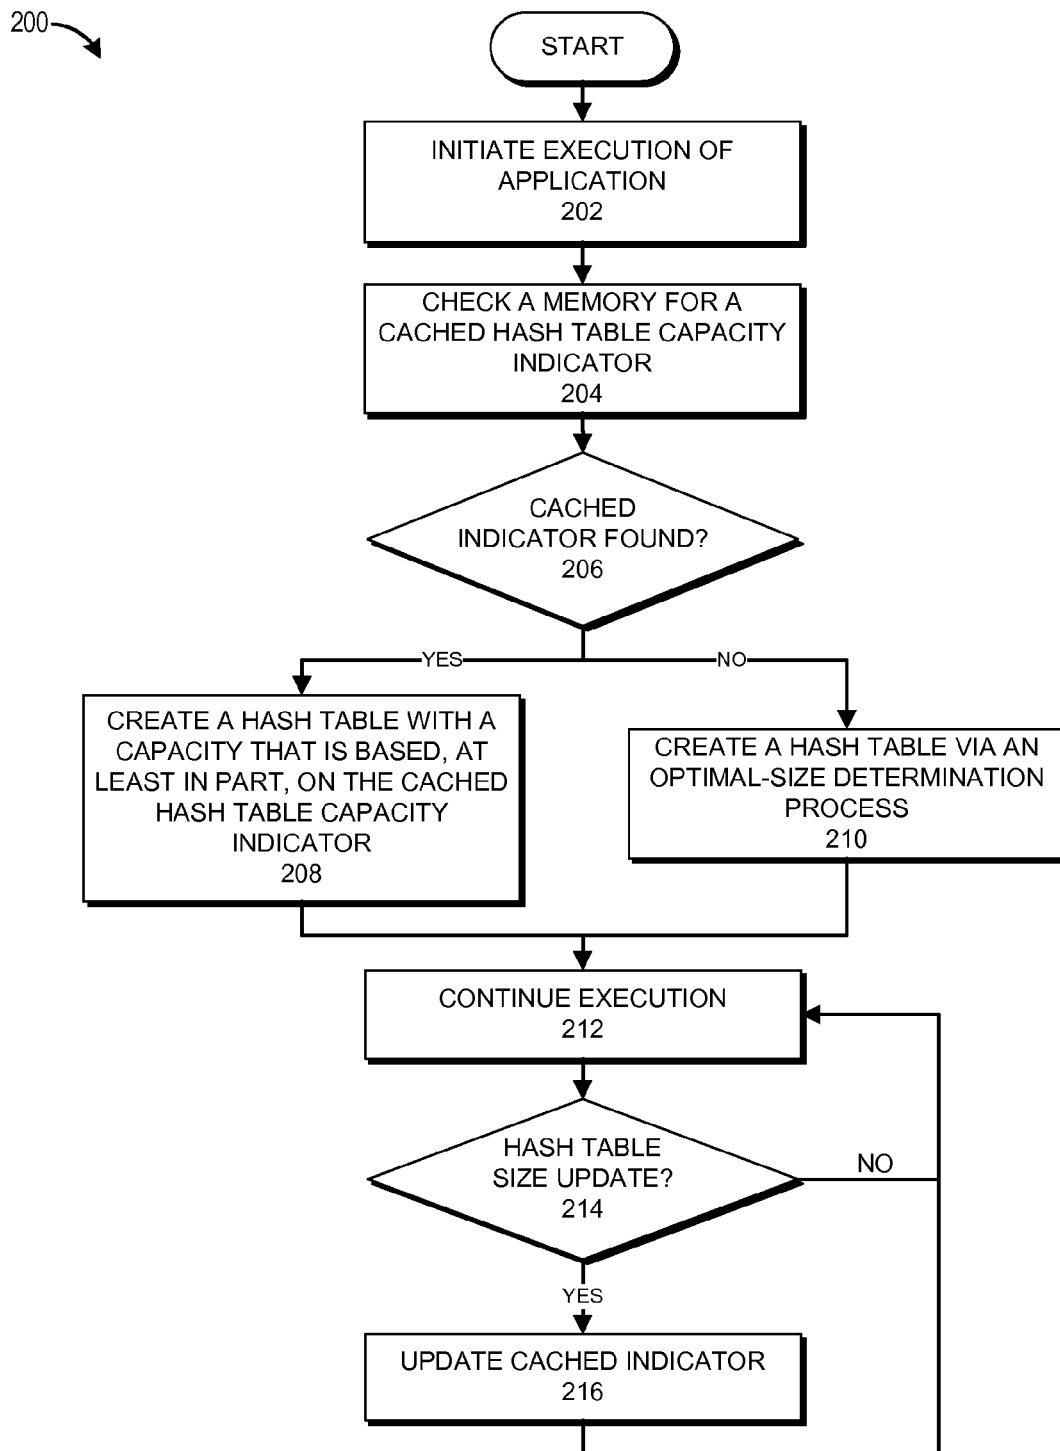 200
START
INITIATE EXECUTION OF
APPLICATION
202
CHECK A MEMORY FOR A
CACHED HASH TABLE CAPACITY
INDICATOR
204
CACHED
INDICATOR FOUND?
206
YES
NO
CREATE A HASH TABLE WITH A
CAPACITY THAT IS BASED, AT
LEAST IN PART, ON THE CACHED
HASH TABLE CAPACITY
INDICATOR
208
CREATE A HASH TABLE VIA AN
OPTIMAL-SIZE DETERMINATION
PROCESS
210
CONTINUE EXECUTION
212
HASH TABLE
SIZE UPDATE?
214
NO
YES
UPDATE CACHED INDICATOR
216